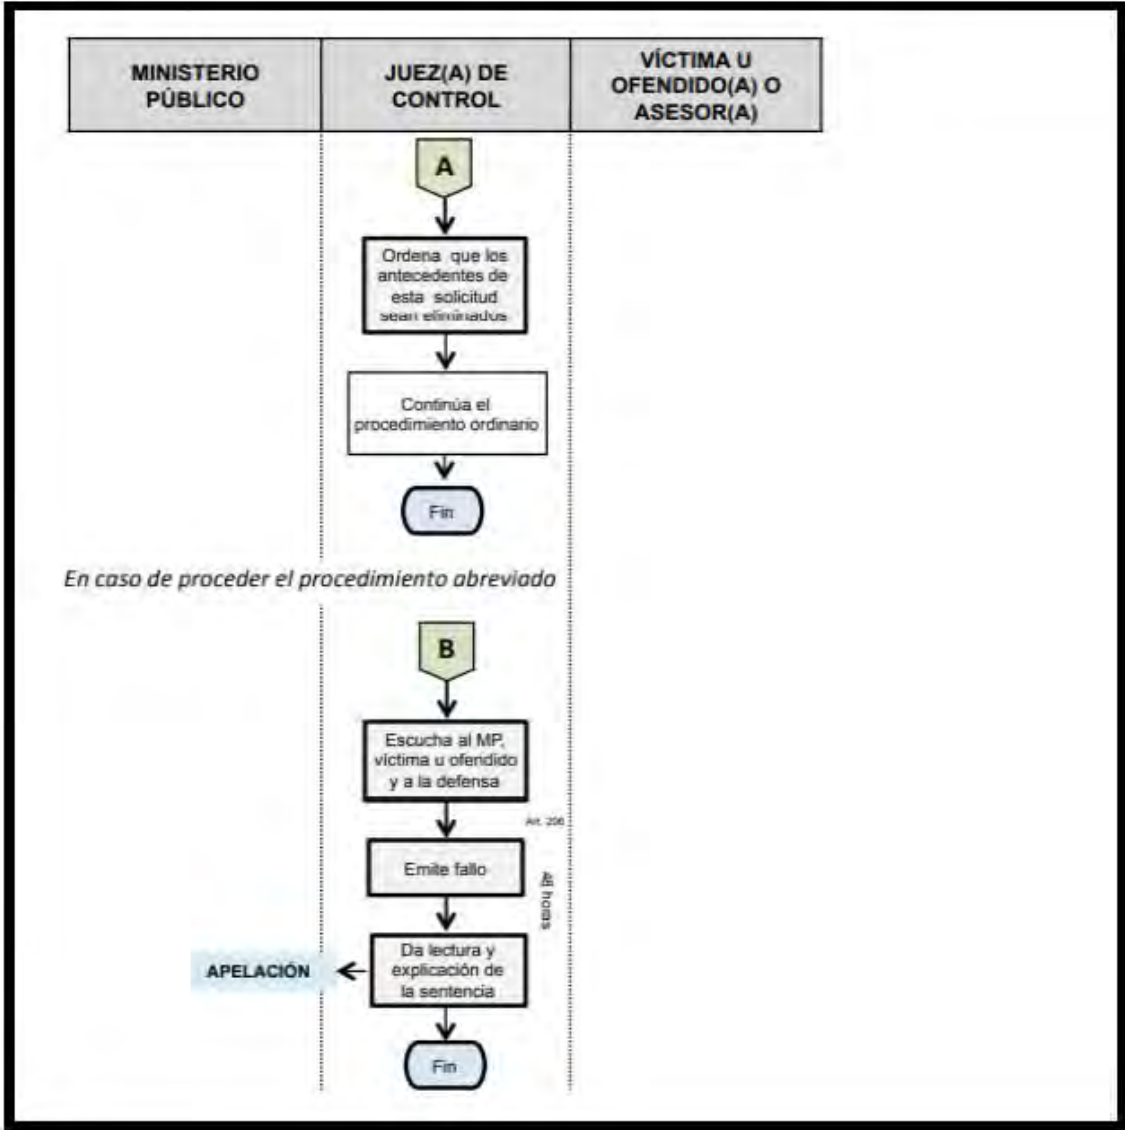 MINISTERIO
PÚBLICO
JUEZ(A) DE
CONTROL
VÍCTIMA U
OFENDIDO(A) O
ASESOR(A)
A
Ordena que los
antecedentes de
esta solicitud
sean eliminados
Continúa el
procedimiento ordinario
Fin
En caso de proceder el procedimiento abreviado
B
Escucha al MP,
víctima u ofendido
y a la defensa
Art. 206
Emite fallo
48 horas
Da lectura y
explicación de
la sentencia
APELACIÓN
Fin